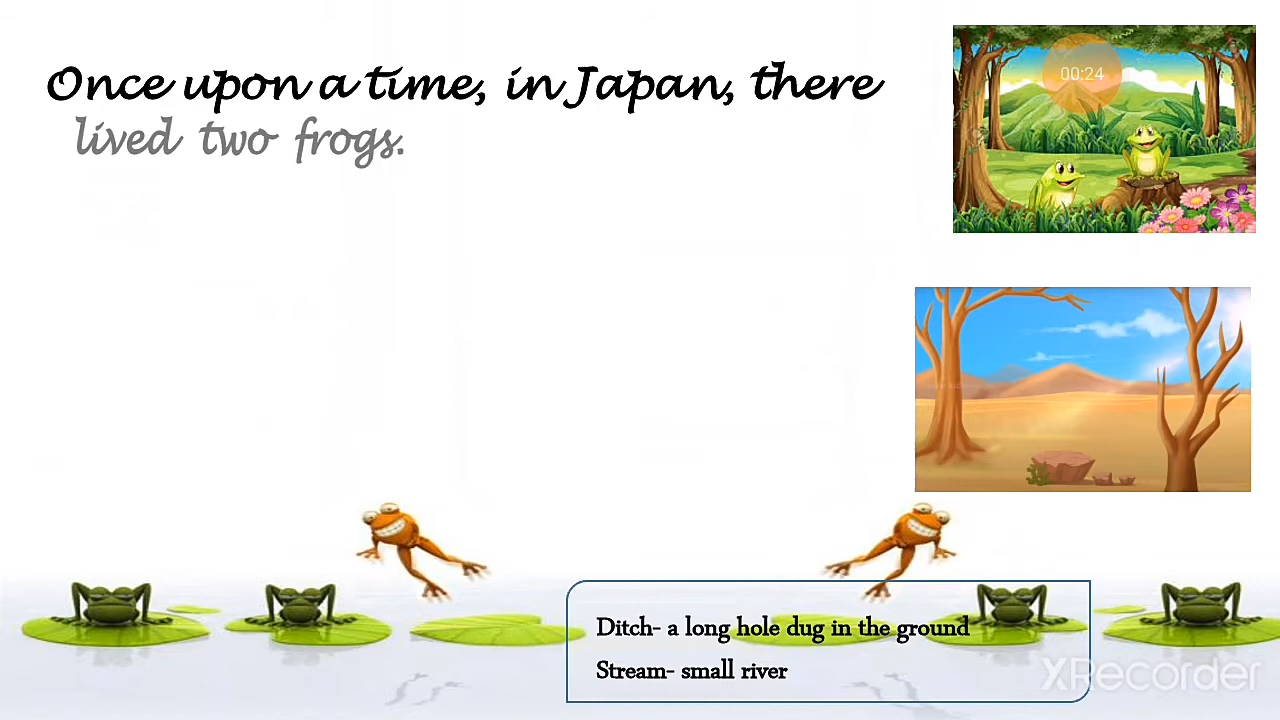 Once upon a time, in Japan, there
lived two frogs.
00:24
Ditch- a long hole dug in the ground
Stream- small river
XRecorder